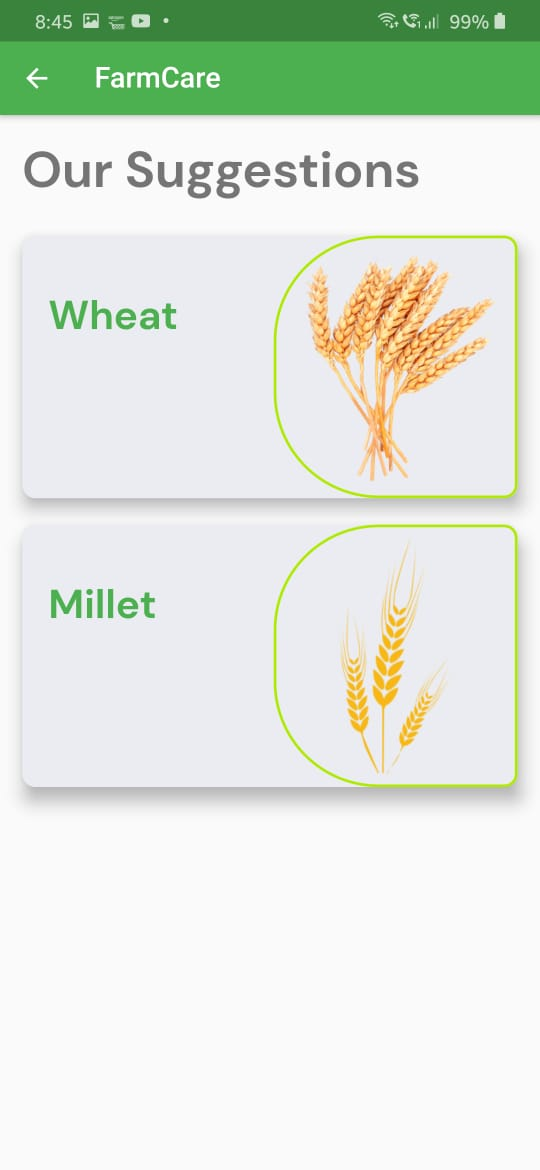 8:45 99%
FarmCare
Our Suggestions
Wheat
Millet